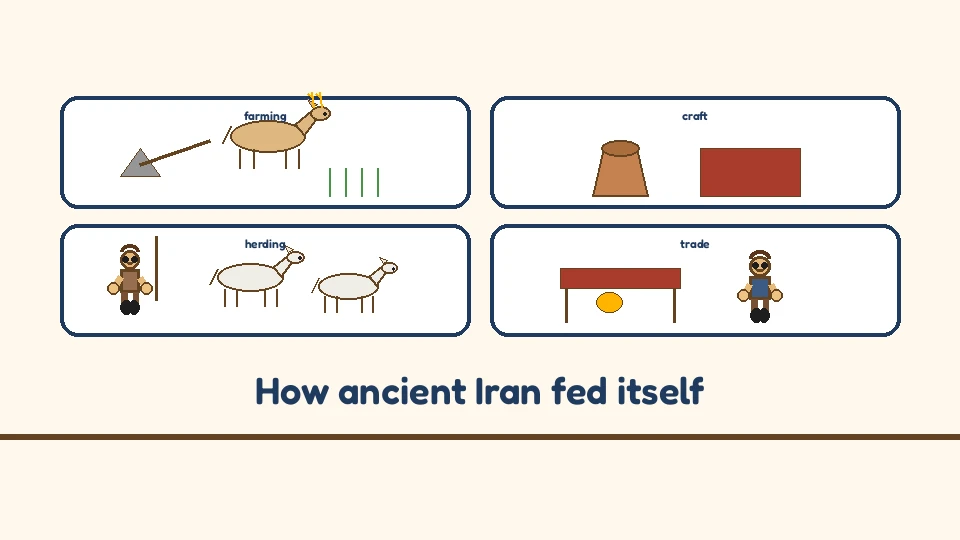 farming
craft
herding
trade
How ancient Iran fed itself